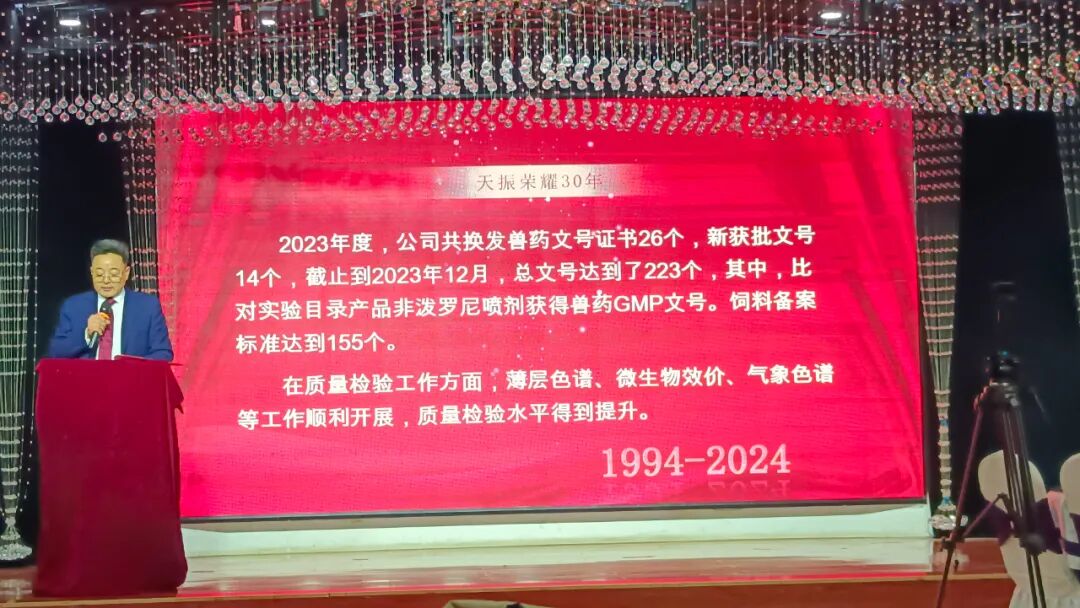 天振荣耀30年
2023年度，公司共换发兽药文号证书26个，新获批文号
14个，截止到2023年12月，总文号达到了223个，其中，比
对实验目录产品非泼罗尼喷剂获得兽药GMP文号。饲料备案
标准达到155个。
在质量检验工作方面，薄层色谱、微生物效价、气象色谱
等工作顺利开展，质量检验水平得到提升。
1994-2024